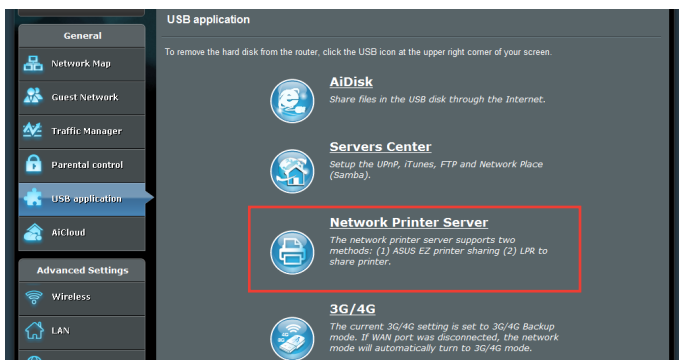 General
Network Map
Guest Network
Traffic Manager
Parental control
USB application
AiCloud
Advanced Settings
Wireless
LAN
USB application
To remove the hard disk from the router, click the USB icon at the upper right corner of your screen.
AiDisk
Share files in the USB disk through the Internet.
Servers Center
Setup the UPnP, iTunes, FTP and Network Place
(Samba).
Network Printer Server
The network printer server supports two
methods: (1) ASUS EZ printer sharing (2) LPR to
share printer.
3G/4G
The current 3G/4G setting is set to 3G/4G Backup
mode. If WAN port was disconnected, the network
mode will automatically turn to 3G/4G mode.